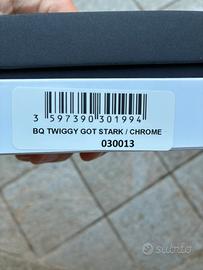 3 597390 301994
BQ TWIGGY GOT STARK / CHROME
030013
subito